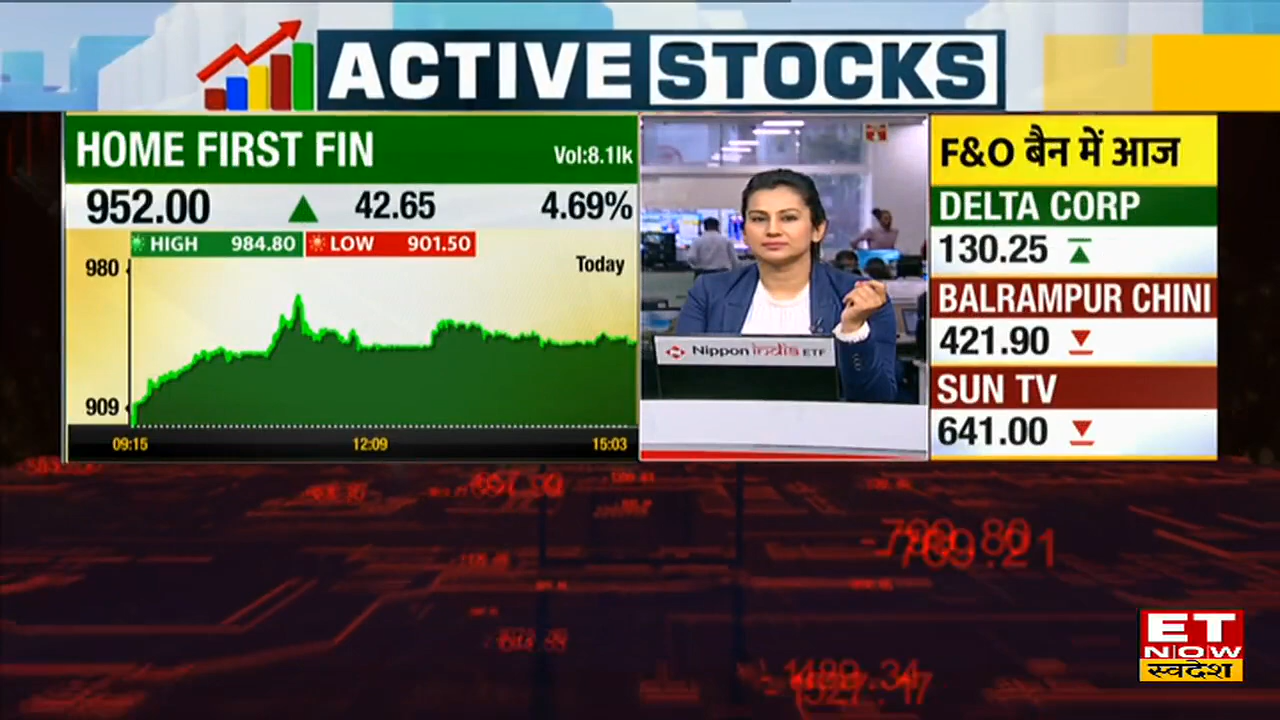 ACTIVE STOCKS
HOME FIRST FIN
Vol:8.1lk
952.00 42.65 4.69%
HIGH 984.80 LOW 901.50
Today
980
909
09:15 12:09 15:03
Nippon india ETF
F&O बैन में आज
DELTA CORP
130.25
BALRAMPUR CHINI
421.90
SUN TV
641.00
ET
NOW
स्वदेश